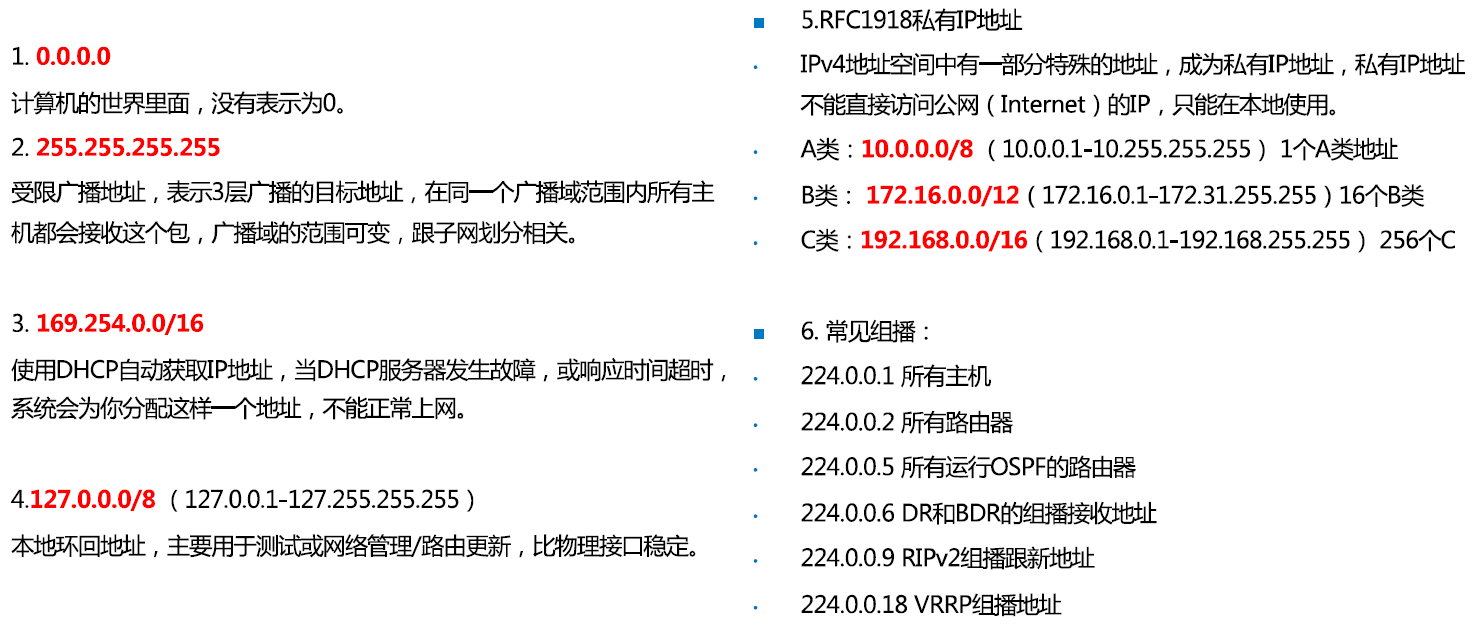 1. 0.0.0.0
计算机的世界里面，没有表示为0。
2. 255.255.255.255
受限广播地址，表示3层广播的目标地址，在同一个广播域范围内所有主
机都会接收这个包，广播域的范围可变，跟子网划分相关。
3. 169.254.0.0/16
使用DHCP自动获取IP地址，当DHCP服务器发生故障，或响应时间超时，
系统会为你分配这样一个地址，不能正常上网。
4.127.0.0.0/8 （127.0.0.1-127.255.255.255）
本地环回地址，主要用于测试或网络管理/路由更新，比物理接口稳定。
5.RFC1918私有IP地址
IPv4地址空间中有一部分特殊的地址，成为私有IP地址，私有IP地址
不能直接访问公网（Internet）的IP，只能在本地使用。
A类：10.0.0.0/8 （10.0.0.1-10.255.255.255） 1个A类地址
B类： 172.16.0.0/12（172.16.0.1-172.31.255.255）16个B类
C类：192.168.0.0/16（192.168.0.1-192.168.255.255） 256个C
6. 常见组播：
224.0.0.1 所有主机
224.0.0.2 所有路由器
224.0.0.5 所有运行OSPF的路由器
224.0.0.6 DR和BDR的组播接收地址
224.0.0.9 RIPv2组播跟新地址
224.0.0.18 VRRP组播地址